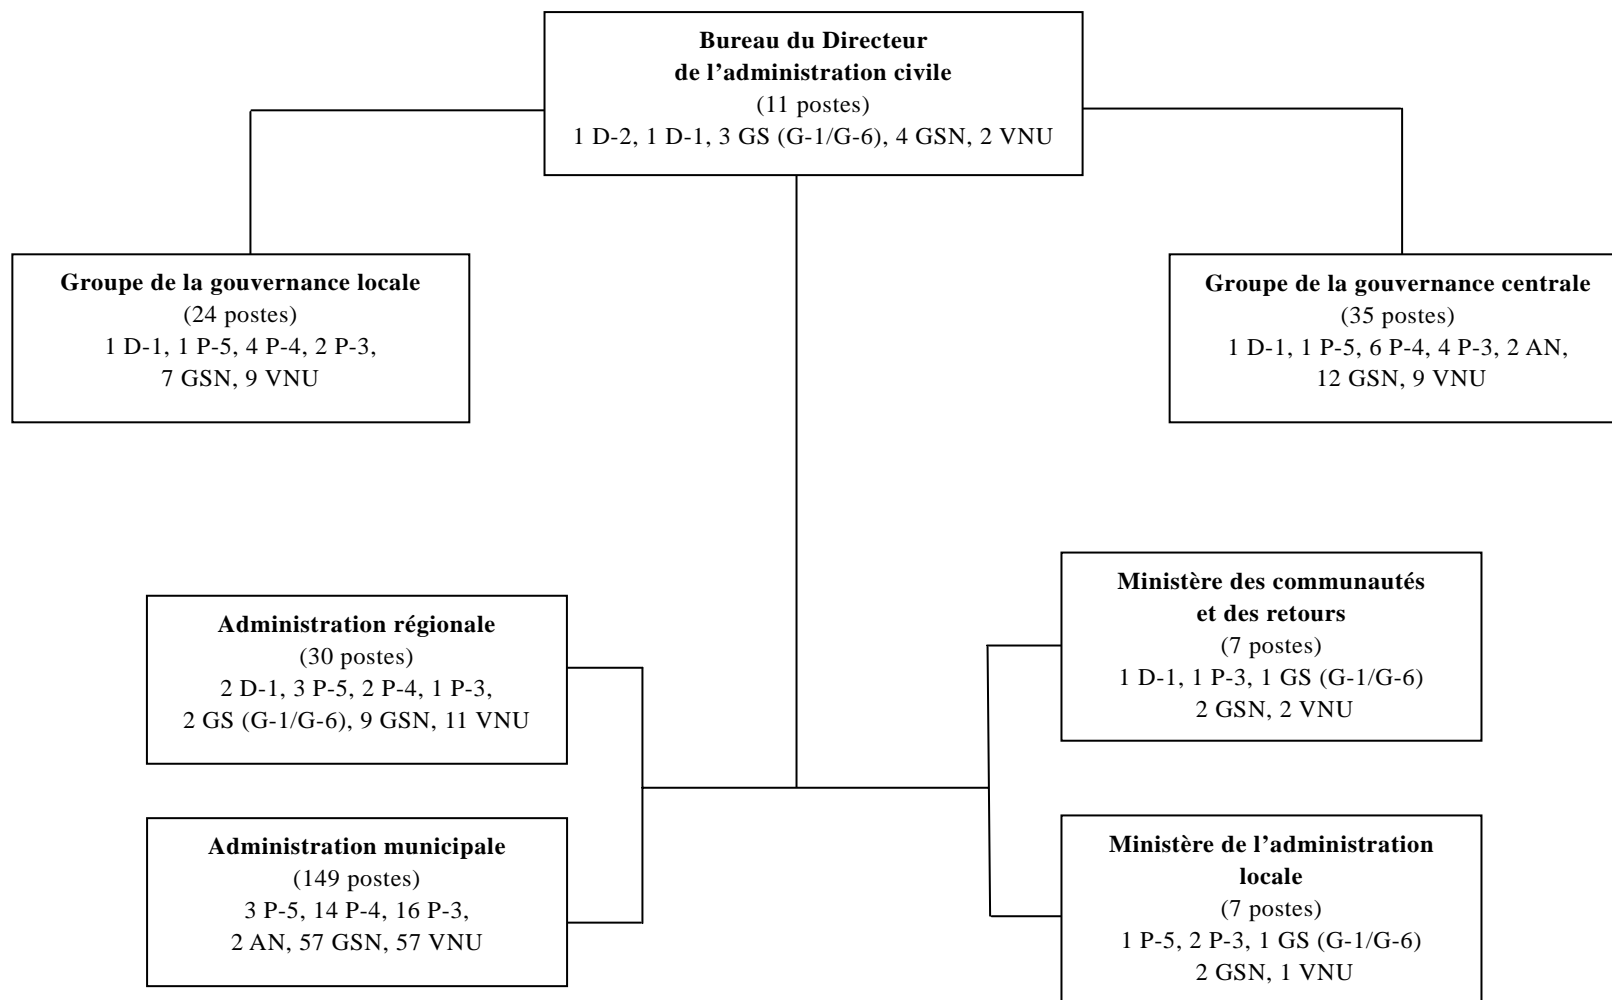 Bureau du Directeur
de l’administration civile
(11 postes)
1 D-2, 1 D-1, 3 GS (G-1/G-6), 4 GSN, 2 VNU
Groupe de la gouvernance locale
(24 postes)
1 D-1, 1 P-5, 4 P-4, 2 P-3,
7 GSN, 9 VNU
Groupe de la gouvernance centrale
(35 postes)
1 D-1, 1 P-5, 6 P-4, 4 P-3, 2 AN,
12 GSN, 9 VNU
Administration régionale
(30 postes)
2 D-1, 3 P-5, 2 P-4, 1 P-3,
2 GS (G-1/G-6), 9 GSN, 11 VNU
Ministère des communautés
et des retours
(7 postes)
1 D-1, 1 P-3, 1 GS (G-1/G-6)
2 GSN, 2 VNU
Administration municipale
(149 postes)
3 P-5, 14 P-4, 16 P-3,
2 AN, 57 GSN, 57 VNU
Ministère de l’administration
locale
(7 postes)
1 P-5, 2 P-3, 1 GS (G-1/G-6)
2 GSN, 1 VNU